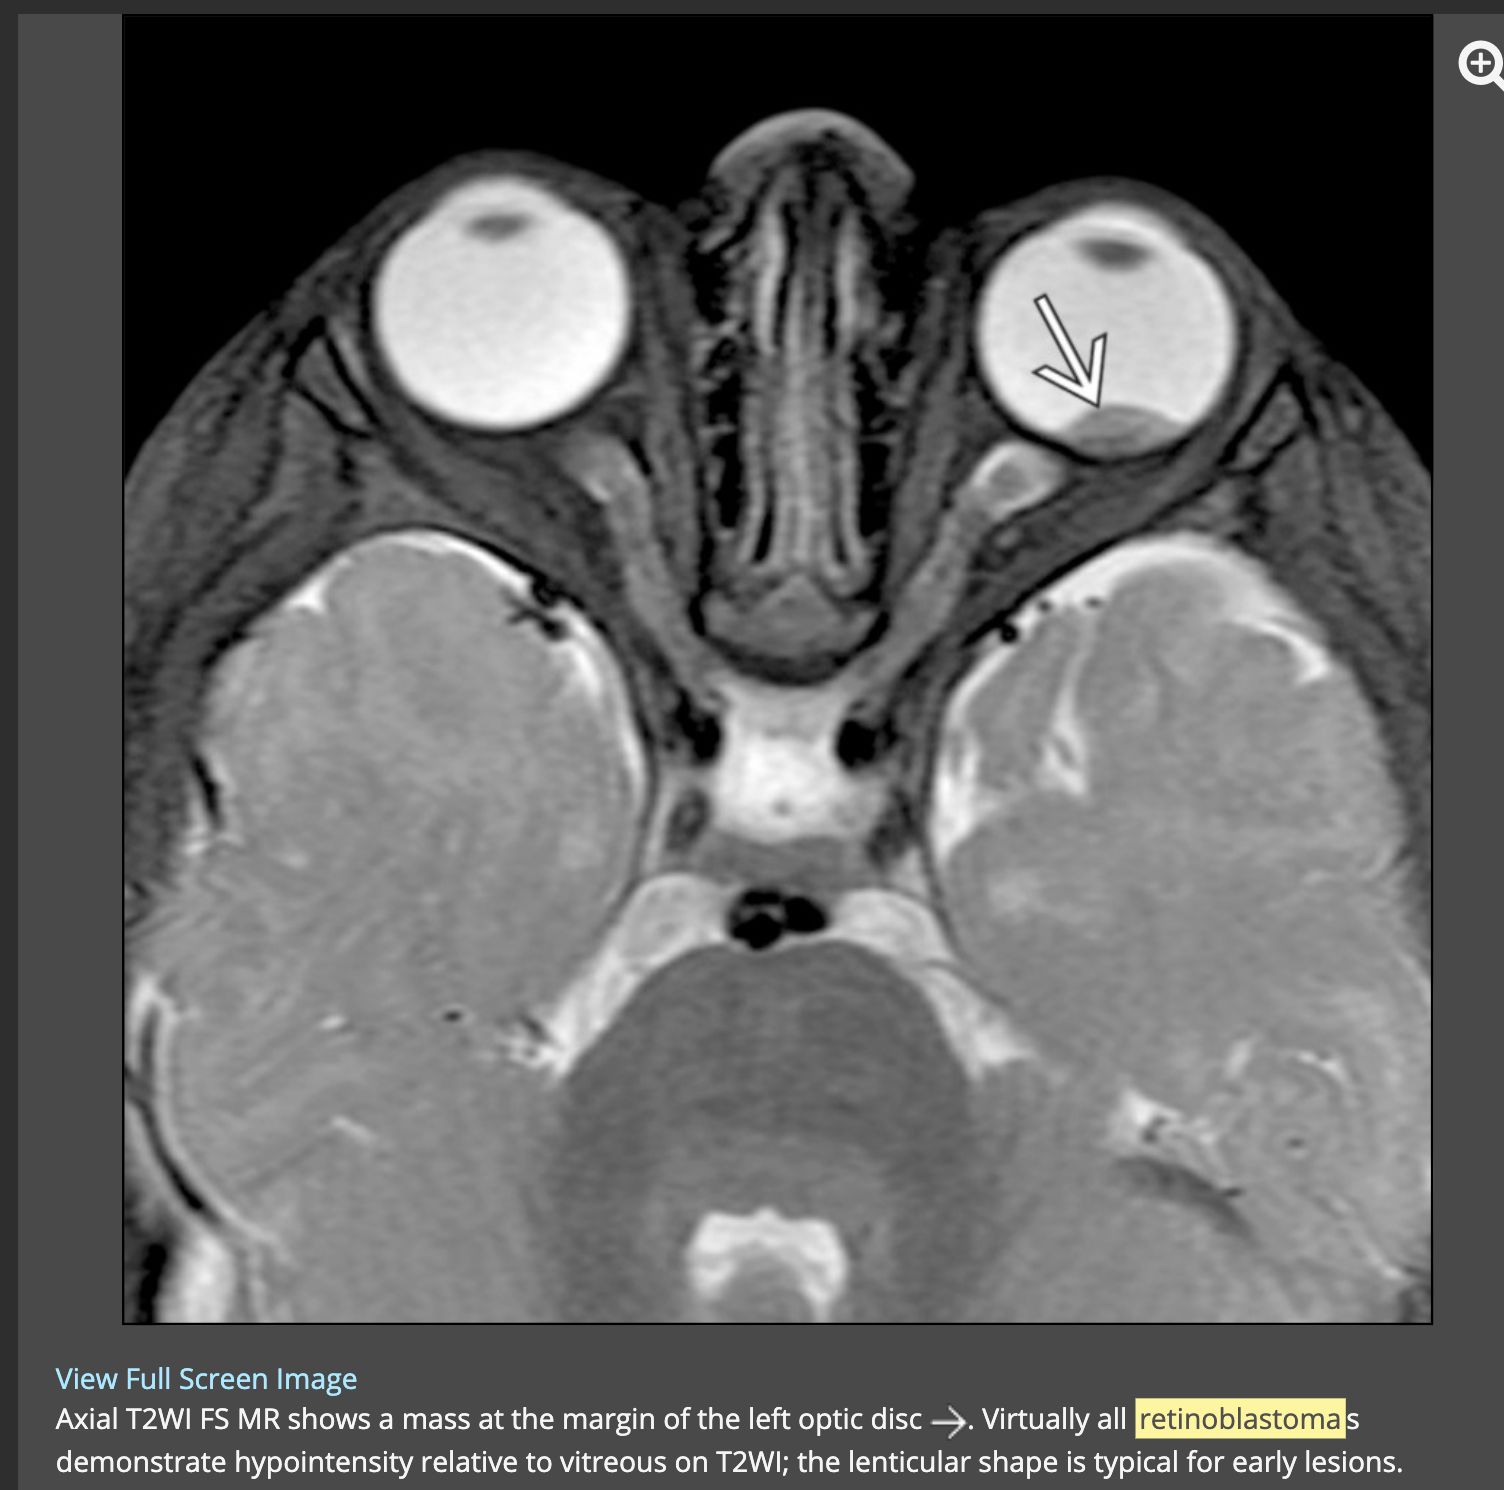 View Full Screen Image
Axial T2WI FS MR shows a mass at the margin of the left optic disc →. Virtually all retinoblastomas
demonstrate hypointensity relative to vitreous on T2WI; the lenticular shape is typical for early lesions.